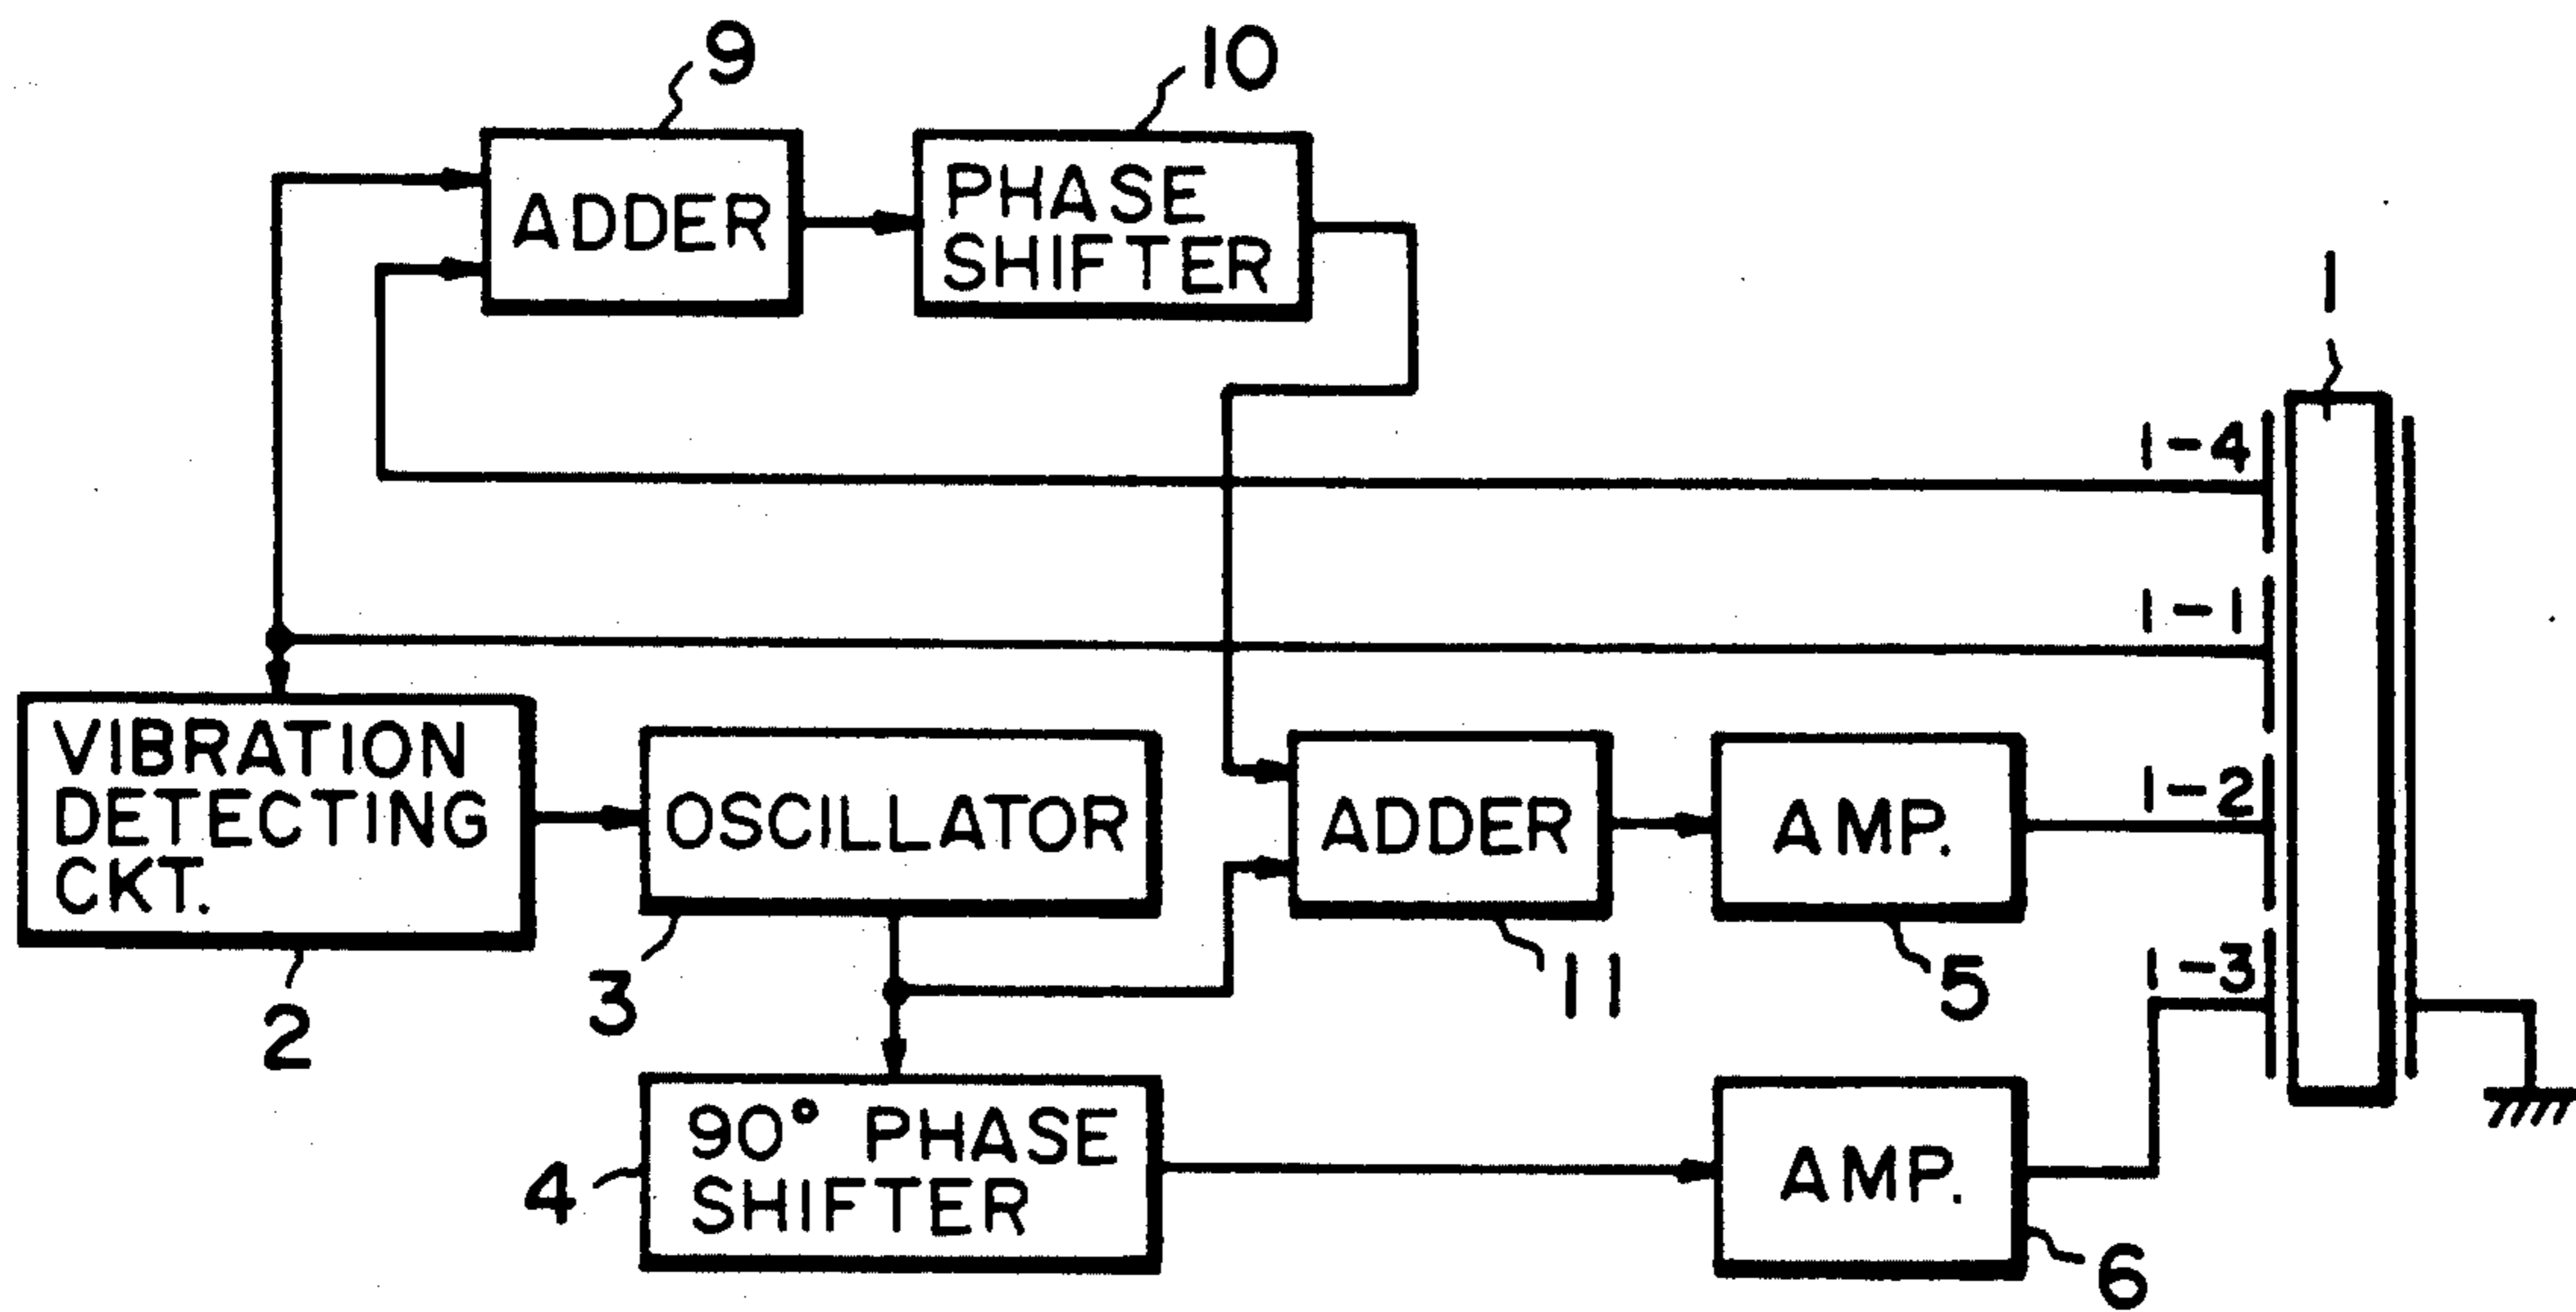 9
10
ADDER
PHASE
SHIFTER
1
1-4
1-1
VIBRATION
DETECTING
CKT.
OSCILLATOR
ADDER
AMP.
1-2
1-3
2
3
11
5
90° PHASE
SHIFTER
4
AMP.
6